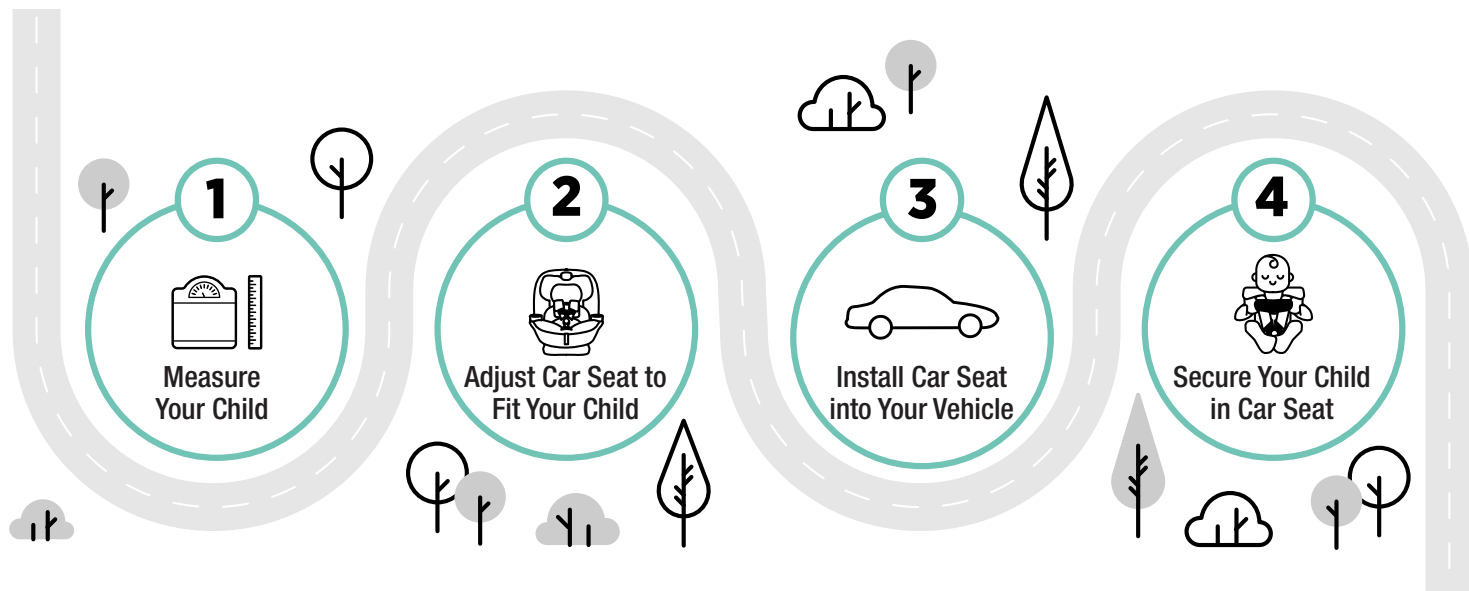 1
Measure
Your Child
2
Adjust Car Seat to
Fit Your Child
3
Install Car Seat
into Your Vehicle
4
Secure Your Child
in Car Seat